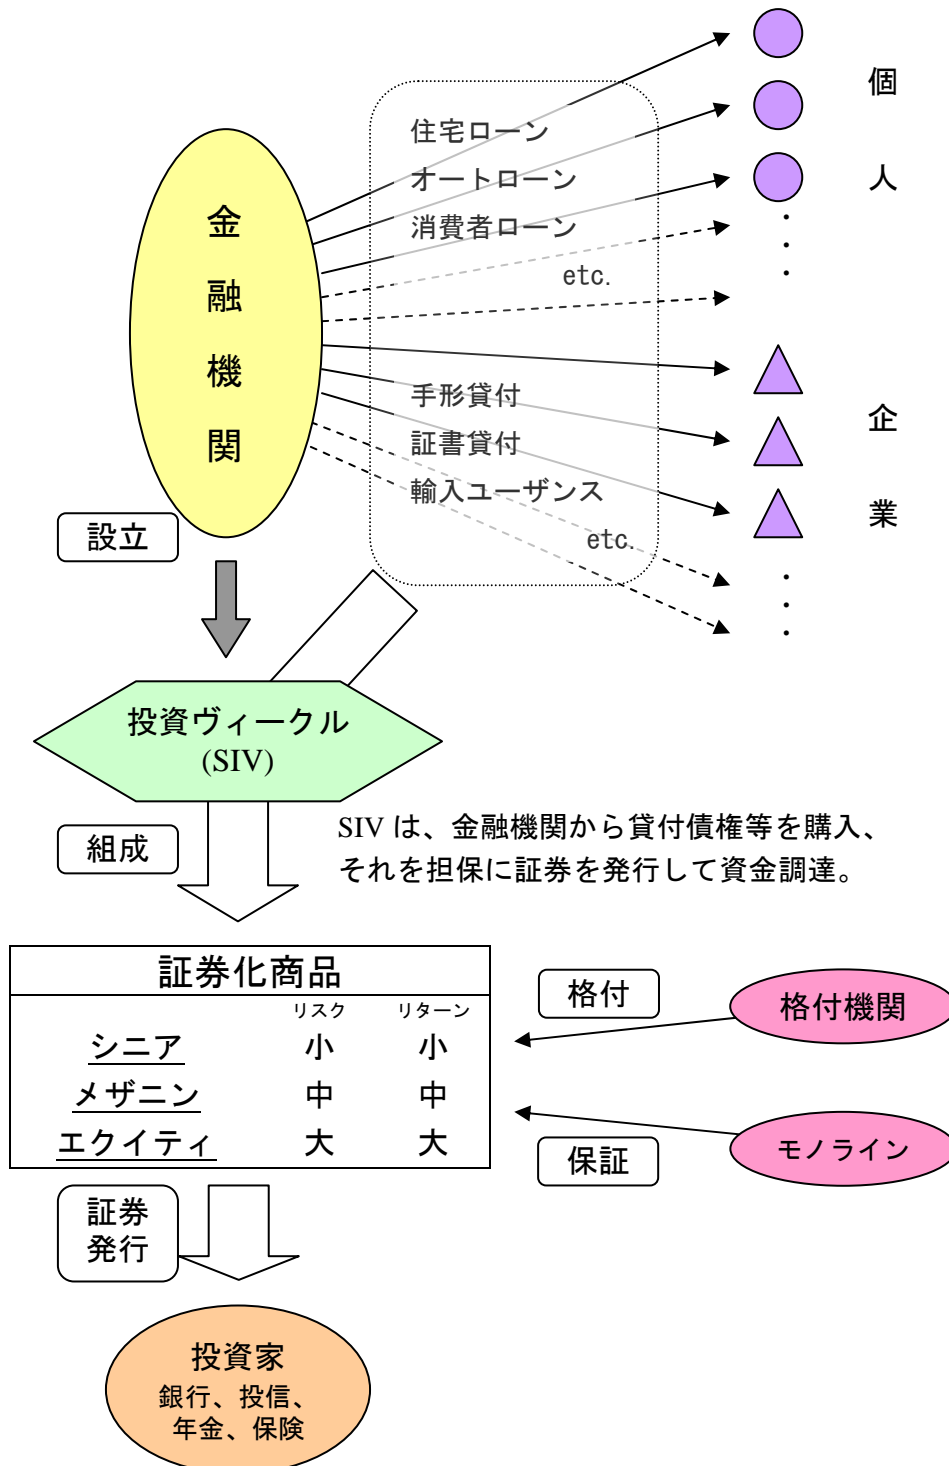 個
人
住宅ローン
オートローン
消費者ローン
etc.
金
融
機
関
手形貸付
証書貸付
輸入ユーザンス
etc.
企
業
設立
投資ヴィークル
(SIV)
組成
SIV は、金融機関から貸付債権等を購入、
それを担保に証券を発行して資金調達。
証券化商品
リスク リターン
シニア 小 小
メザニン 中 中
エクイティ 大 大
格付
格付機関
保証
モノライン
証券
発行
投資家
銀行、投信、
年金、保険